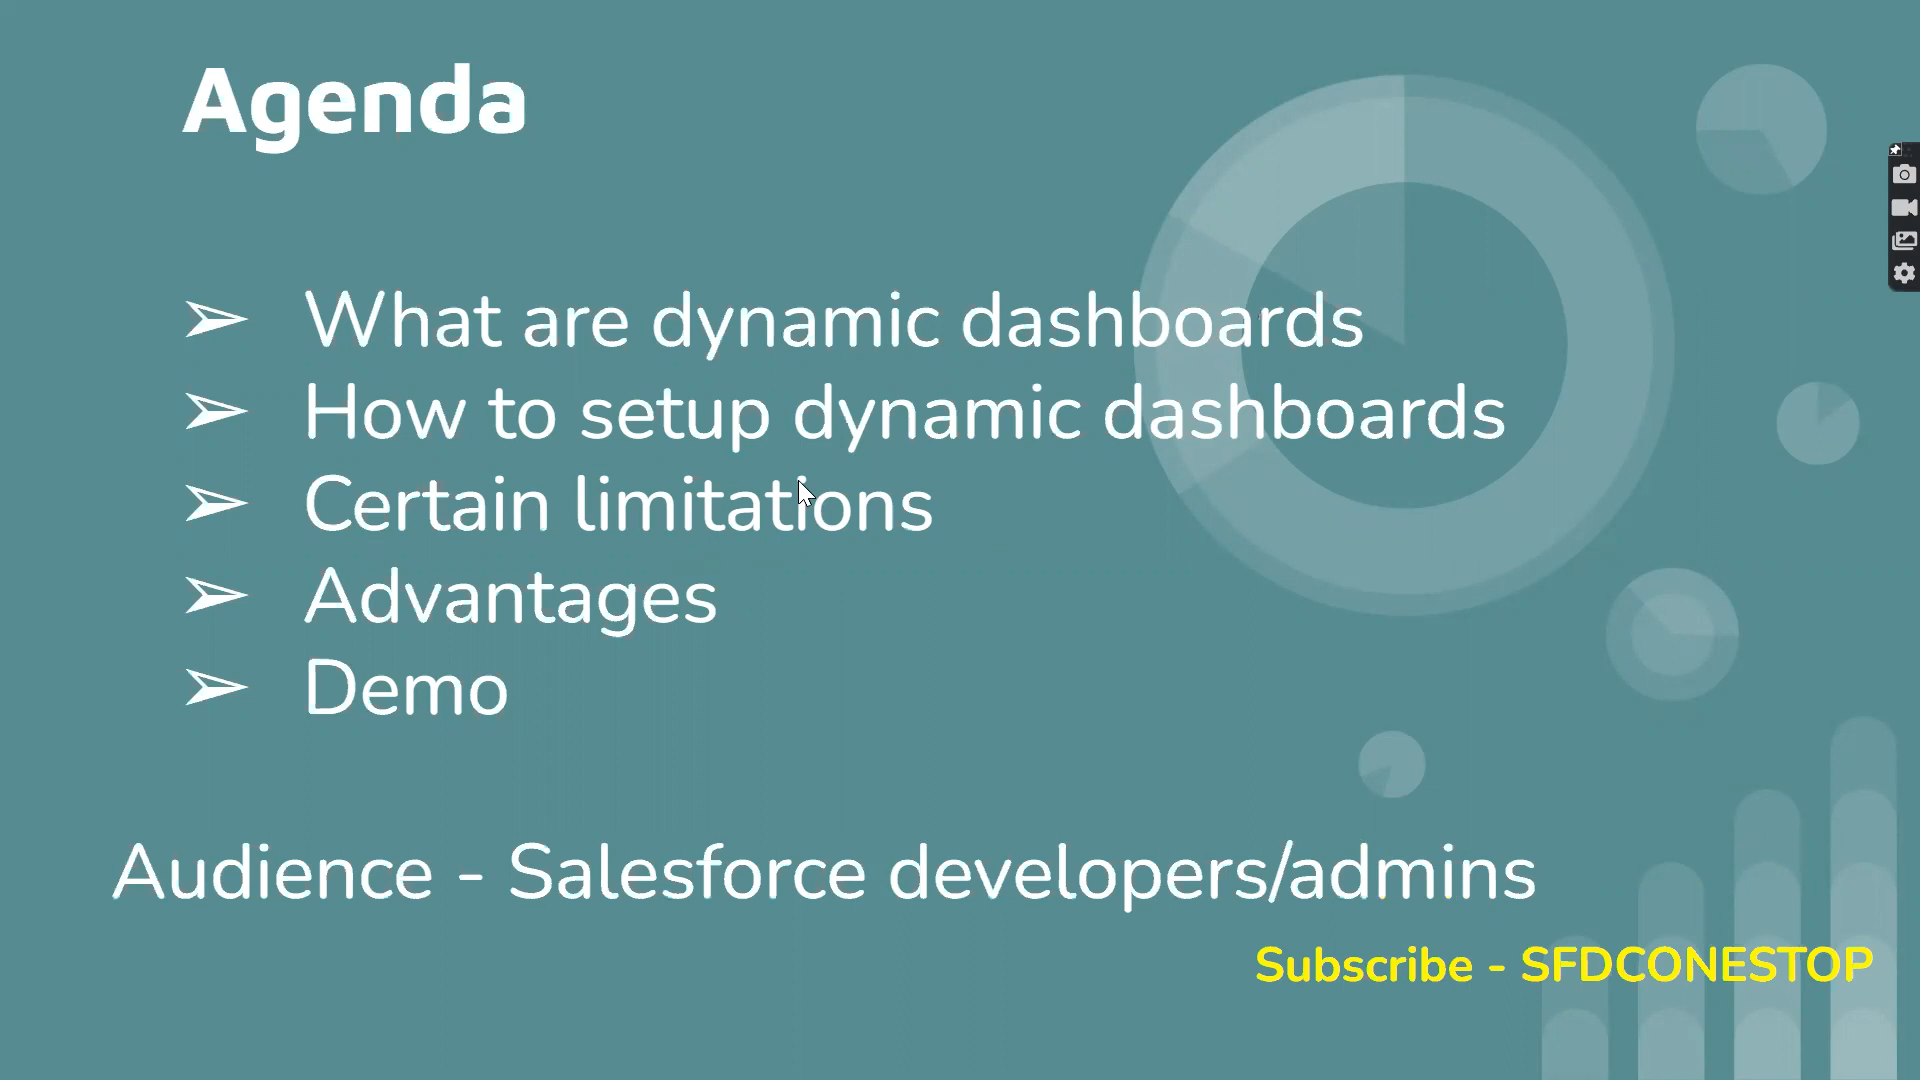 Agenda
➢ What are dynamic dashboards
➢ How to setup dynamic dashboards
➢ Certain limitations
➢ Advantages
➢ Demo
Audience - Salesforce developers/admins
Subscribe - SFDCONESTOP